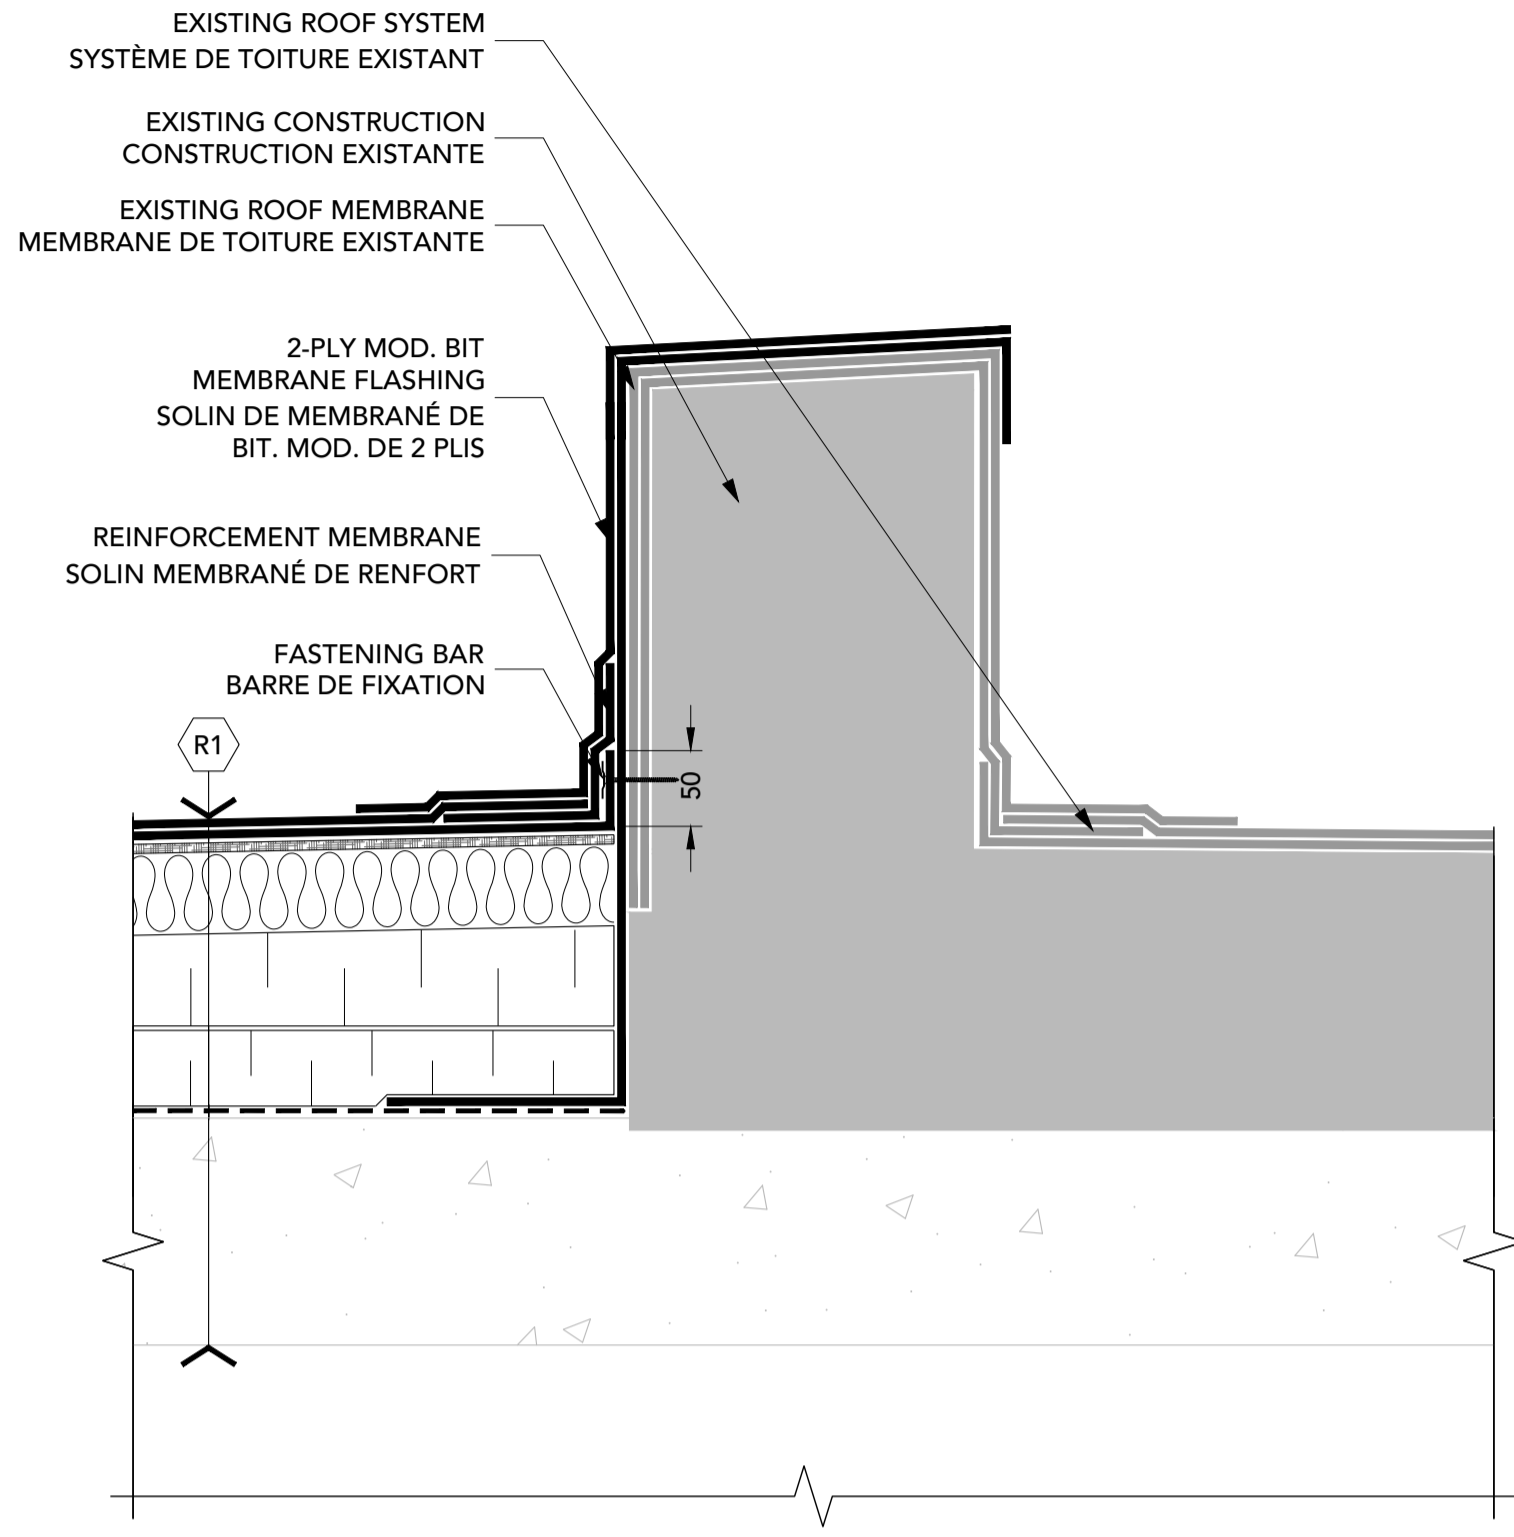 EXISTING ROOF SYSTEM
SYSTÈME DE TOITURE EXISTANT
EXISTING CONSTRUCTION
CONSTRUCTION EXISTANTE
EXISTING ROOF MEMBRANE
MEMBRANE DE TOITURE EXISTANTE
2-PLY MOD. BIT
MEMBRANE FLASHING
SOLIN DE MEMBRANÉ DE
BIT. MOD. DE 2 PLIS
REINFORCEMENT MEMBRANE
SOLIN MEMBRANÉ DE RENFORT
FASTENING BAR
BARRE DE FIXATION
R1
50